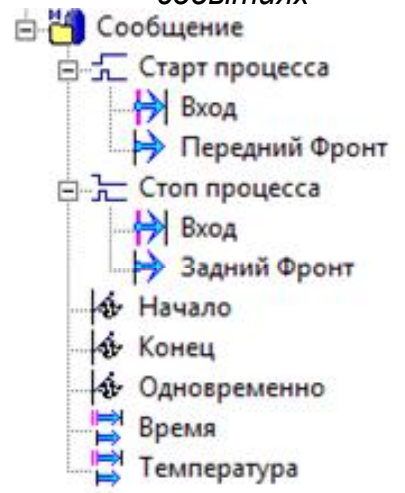 событиях
Сообщение
Старт процесса
Вход
Передний Фронт
Стоп процесса
Вход
Задний Фронт
Начало
Конец
Одновременно
Время
Температура